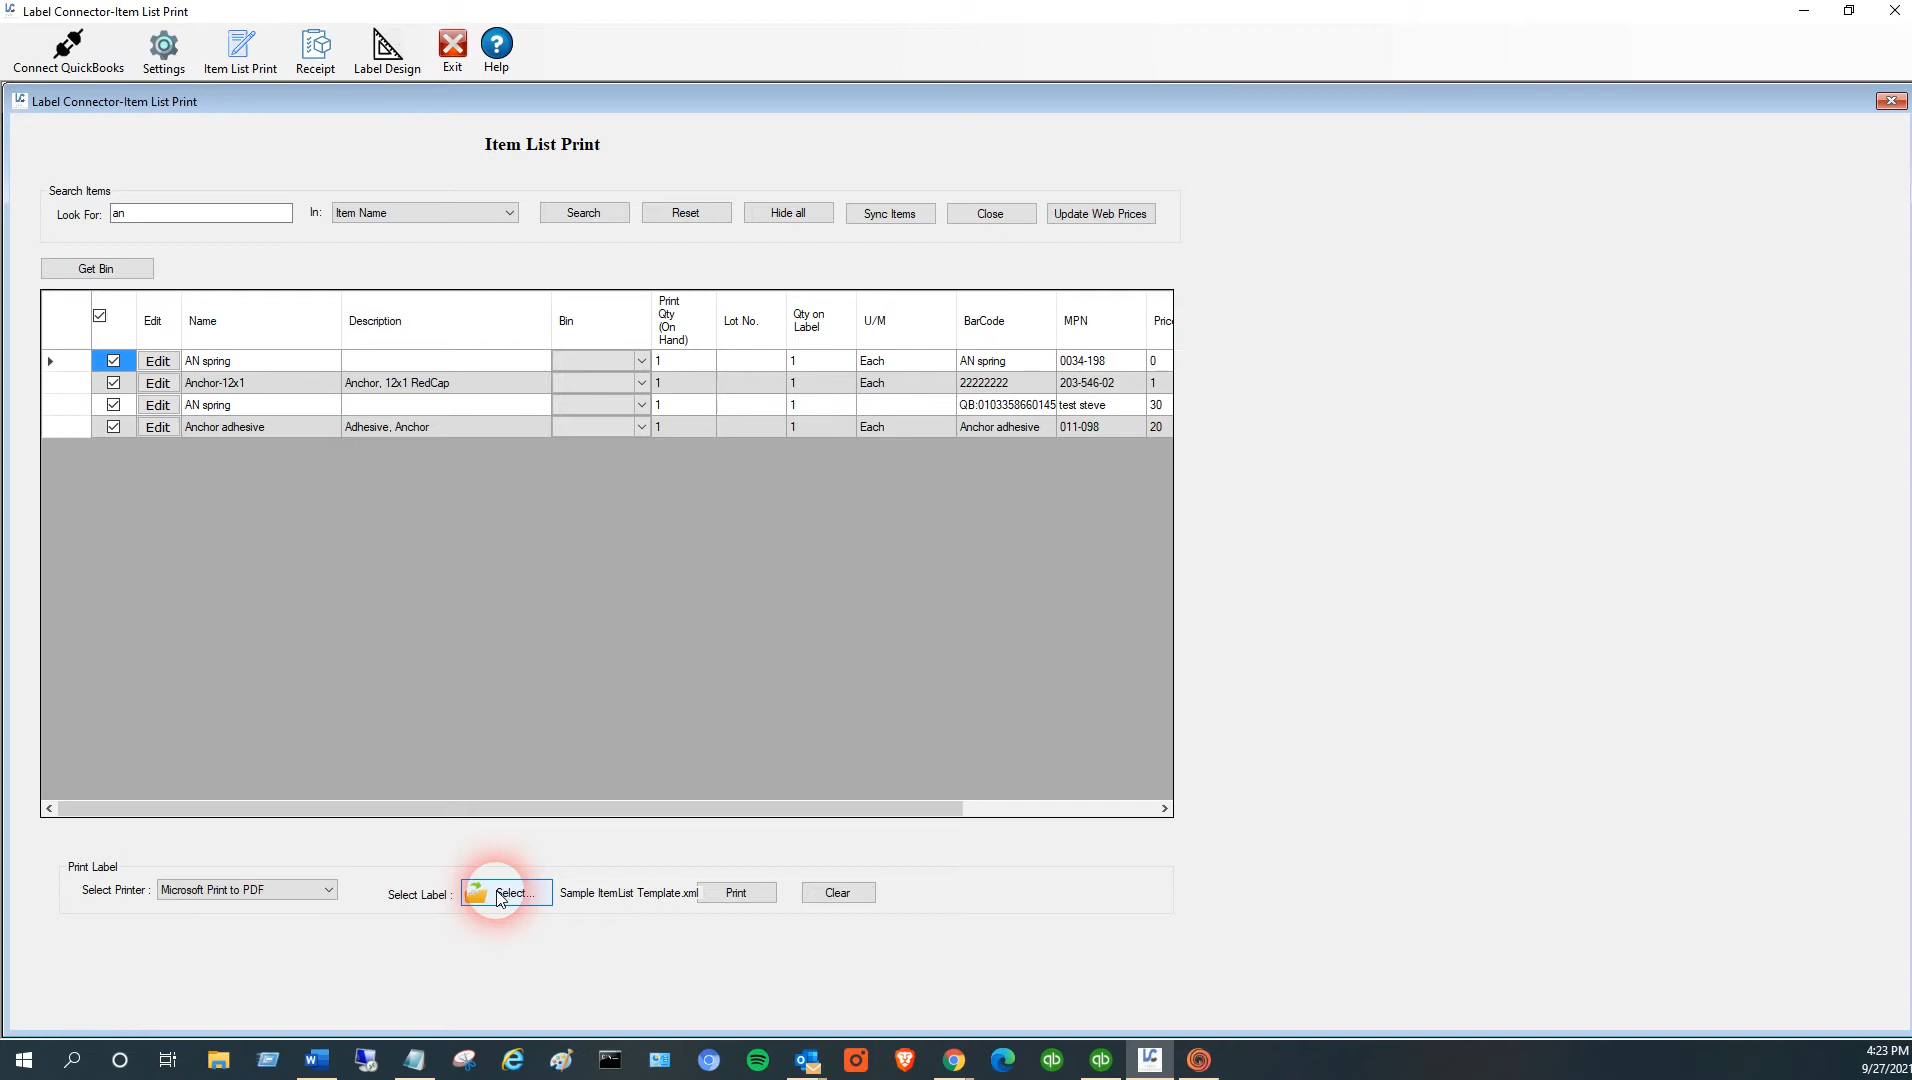 Label Connector-Item List Print
Connect QuickBooks
Settings
Item List Print
Receipt
Label Design
Exit
Help
Label Connector-Item List Print
Item List Print
Search Items
Look For: an In: Item Name Search Reset Hide all Sync Items Close Update Web Prices
Get Bin
Edit Name Description Bin Print Qty (On Hand) Lot No. Qty on Label U/M BarCode MPN Pric
Edit AN spring 1 1 Each AN spring 0034-198 0
Edit Anchor-12x1 Anchor, 12x1 RedCap 1 1 Each 22222222 203-546-02 1
Edit AN spring 1 1 QB:0103358660145 test steve 30
Edit Anchor adhesive Adhesive, Anchor 1 1 Each Anchor adhesive 011-098 20
Print Label
Select Printer : Microsoft Print to PDF Select Label : Select... Sample ItemList Template.xml Print Clear
4:23 PM
9/27/2021